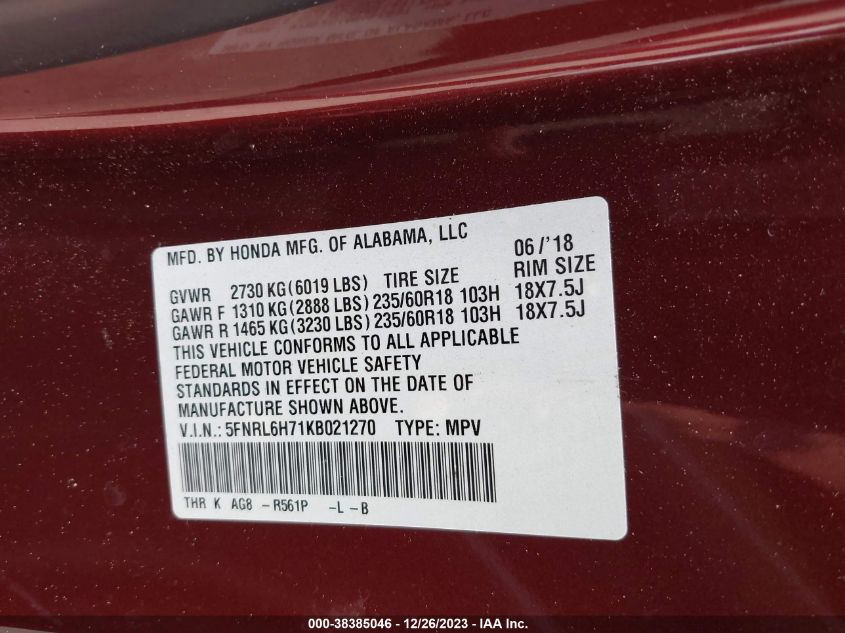 MFD. BY HONDA MFG. OF ALABAMA, LLC 06/'18
GVWR 2730 KG(6019 LBS) TIRE SIZE RIM SIZE
GAWR F 1310 KG(2888 LBS) 235/60R18 103H 18X7.5J
GAWR R 1465 KG(3230 LBS) 235/60R18 103H 18X7.5J
THIS VEHICLE CONFORMS TO ALL APPLICABLE
FEDERAL MOTOR VEHICLE SAFETY
STANDARDS IN EFFECT ON THE DATE OF
MANUFACTURE SHOWN ABOVE.
V.I.N.: 5FNRL6H71KB021270 TYPE: MPV
THR K AG8 -R561P -L -B
000-38385046 - 12/26/2023 - IAA Inc.